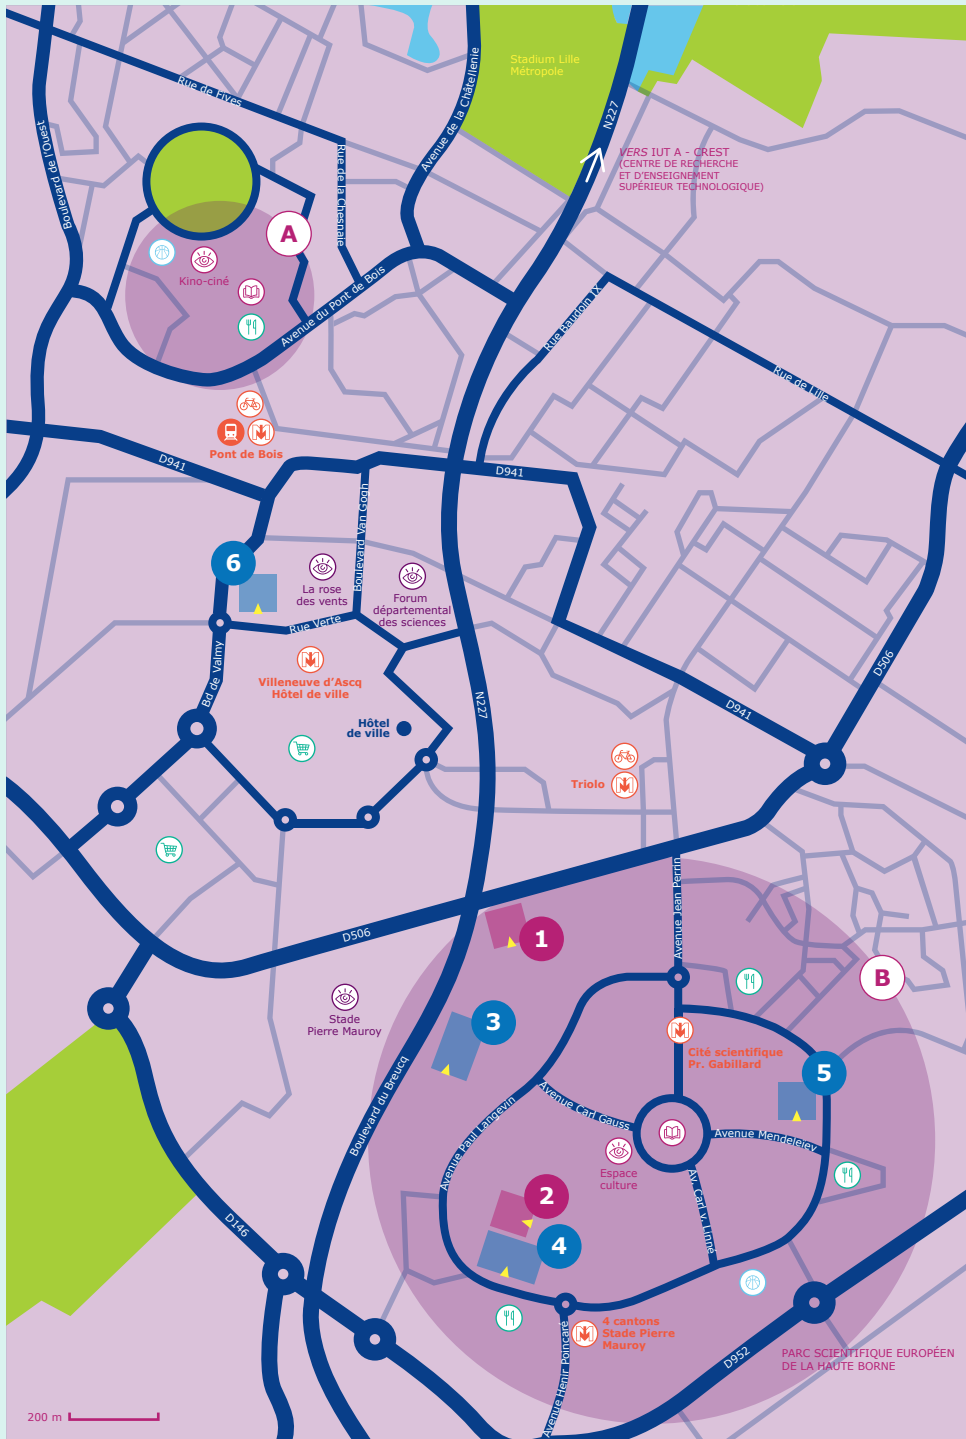 Stadium Lille
Métropole
Rue de Fives
Avenue de la Châtellenie
N227
Boulevard de l'Ouest
Rue de la Chesnaie
VERS IUT A - CREST
(CENTRE DE RECHERCHE
ET D'ENSEIGNEMENT
SUPÉRIEUR TECHNOLOGIQUE)
A
Kino-ciné
Avenue du Pont de Bois
Rue Baudoin IX
Rue de Lille
Pont de Bois
D941
D941
Boulevard Van Gogh
6
La rose
des vents
Forum
départemental
des sciences
Rue Verte
Bd de Valmy
Villeneuve d'Ascq
Hôtel de ville
D506
N227
D941
Hôtel
de ville
Triolo
Avenue Jean Perrin
D506
1
B
Stade
Pierre Mauroy
3
Cité scientifique
Pr. Gabillard
5
Boulevard du Breucq
Avenue Paul Langevin
Avenue Carl Gauss
Avenue Mendeleiev
Espace
culture
Av. Carl v. Linné
2
D146
4
4 cantons
Stade Pierre
Mauroy
Avenue Henir Poincaré
D952
PARC SCIENTIFIQUE EUROPÉEN
DE LA HAUTE BORNE
200 m